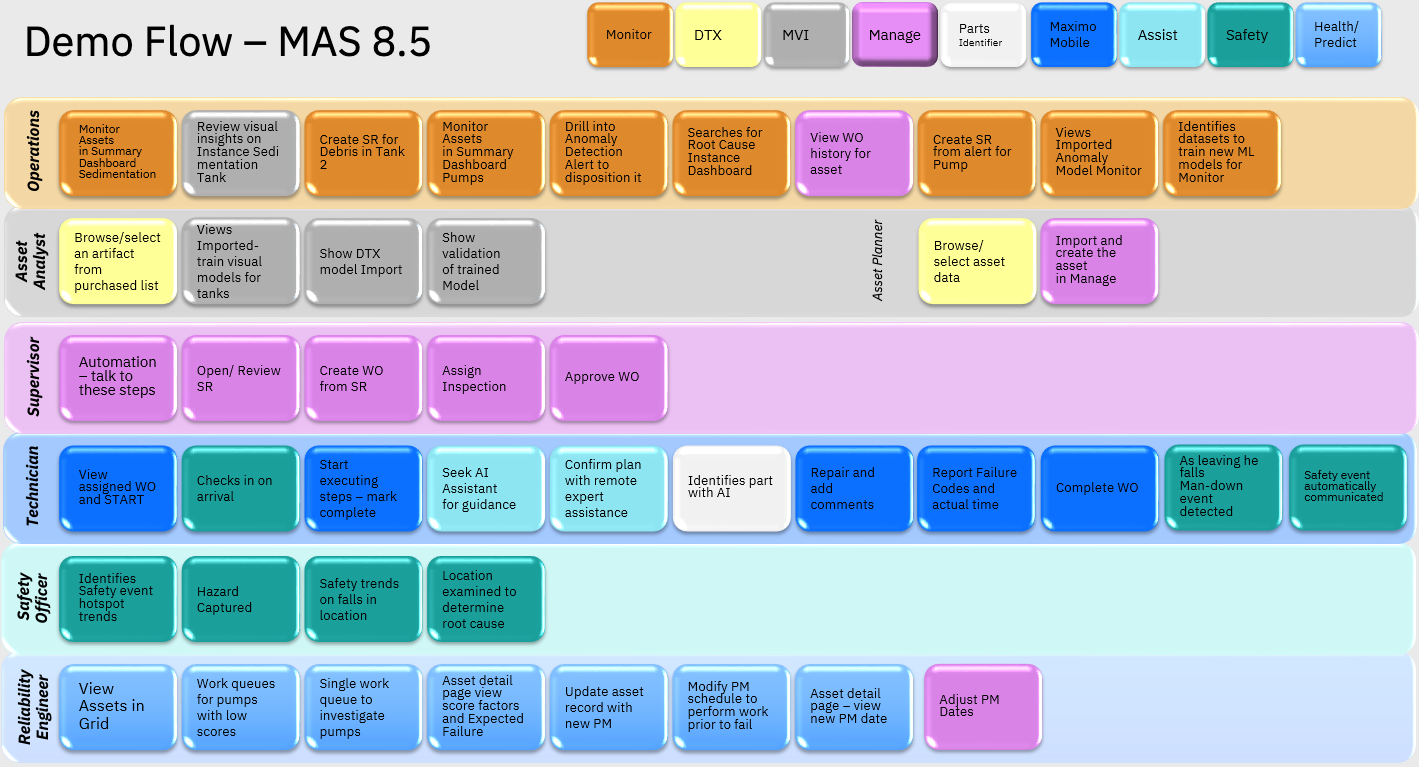 Demo Flow – MAS 8.5
Monitor
DTX
MVI
Manage
Parts
Identifier
Maximo
Mobile
Assist
Safety
Health/
Predict
Operations
Monitor
Assets
in Summary
Dashboard
Sedimentation
Review visual
insights on
Instance Sedi
mentation
Tank
Create SR for
Debris in Tank
2
Monitor
Assets
in Summary
Dashboard
Pumps
Drill into
Anomaly
Detection
Alert to
disposition it
Searches for
Root Cause
Instance
Dashboard
View WO
history for
asset
Create SR
from alert for
Pump
Views
Imported
Anomaly
Model Monitor
Identifies
datasets to
train new ML
models for
Monitor
Asset
Analyst
Browse/select
an artifact
from
purchased list
Views
Imported-
train visual
models for
tanks
Show DTX
model Import
Show
validation
of trained
Model
Asset Planner
Browse/
select asset
data
Import and
create the
asset
in Manage
Supervisor
Automation
– talk to
these steps
Open/ Review
SR
Create WO
from SR
Assign
Inspection
Approve WO
Technician
View
assigned WO
and START
Checks in on
arrival
Start
executing
steps – mark
complete
Seek AI
Assistant
for guidance
Confirm plan
with remote
expert
assistance
Identifies part
with AI
Repair and
add
comments
Report Failure
Codes and
actual time
Complete WO
As leaving he
falls
Man-down
event
detected
Safety event
automatically
communicated
Safety
Officer
Identifies
Safety event
hotspot
trends
Hazard
Captured
Safety trends
on falls in
location
Location
examined to
determine
root cause
Reliability
Engineer
View
Assets in
Grid
Work queues
for pumps
with low
scores
Single work
queue to
investigate
pumps
Asset detail
page view
score factors
and Expected
Failure
Update asset
record with
new PM
Modify PM
schedule to
perform work
prior to fail
Asset detail
page – view
new PM date
Adjust PM
Dates